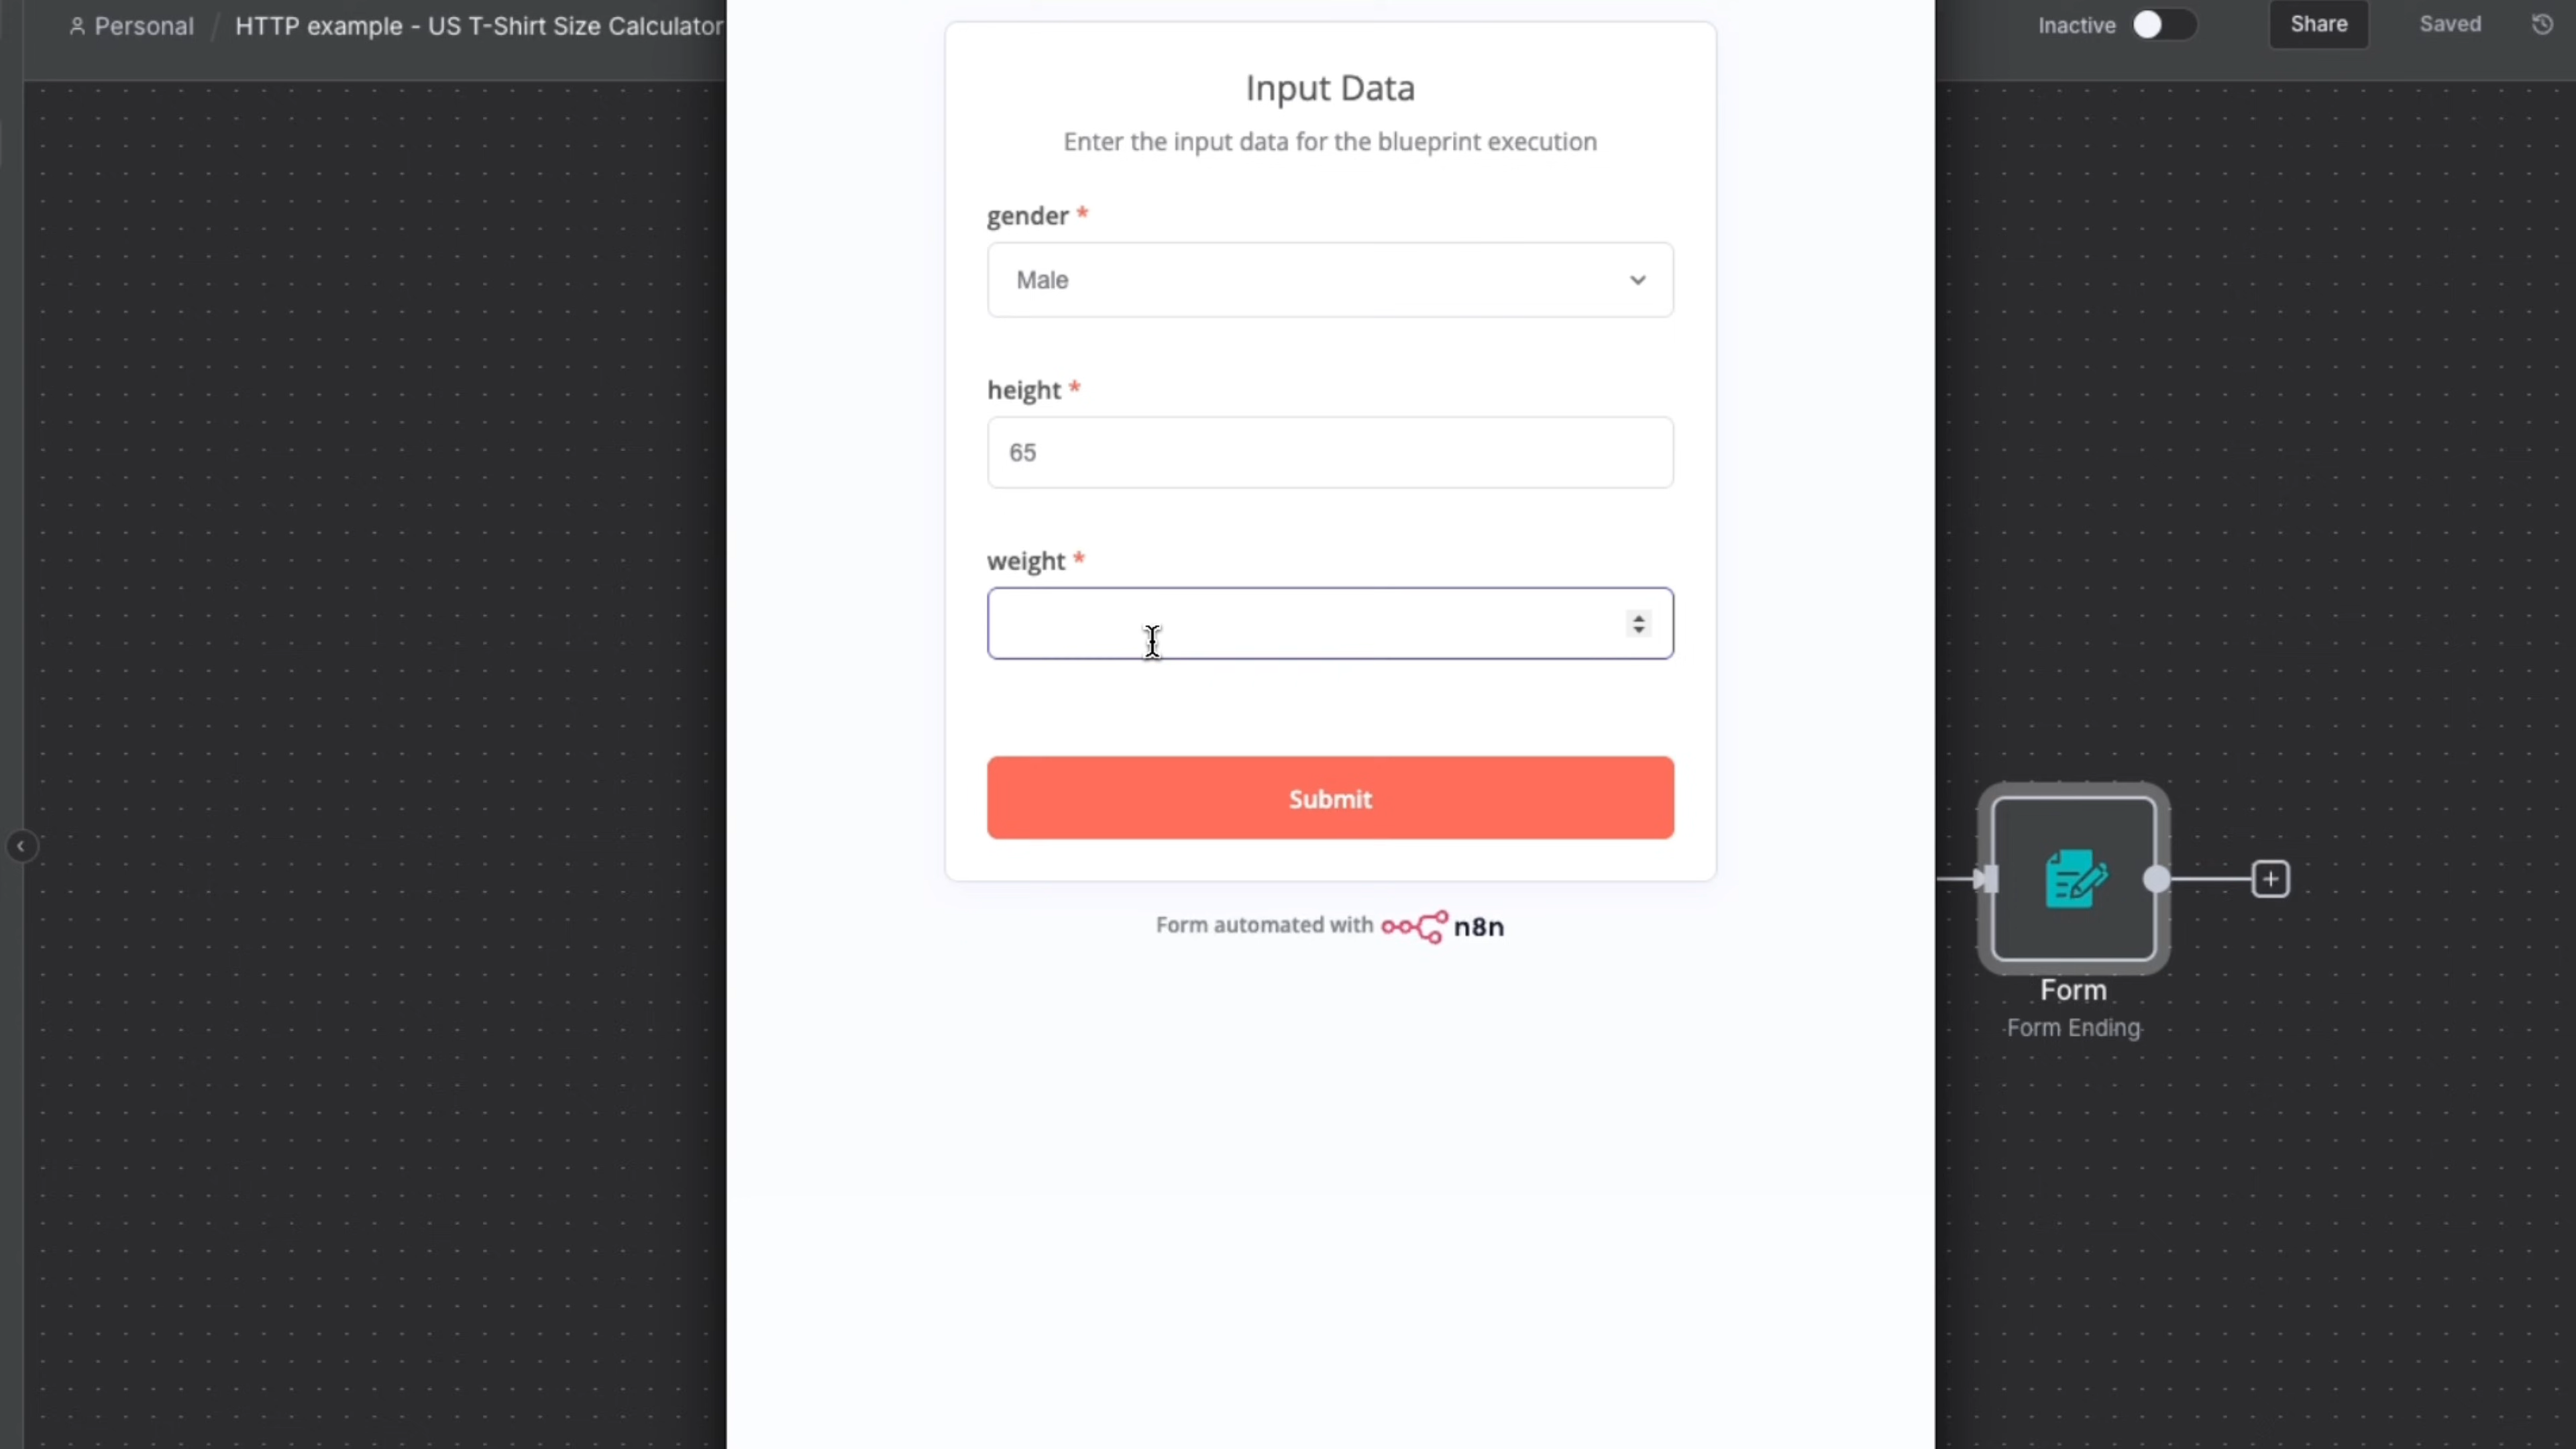 Personal / HTTP example - US T-Shirt Size Calculator
Inactive
Share
Saved
Input Data
Enter the input data for the blueprint execution
gender *
Male
height *
65
weight *
Submit
Form automated with n8n
Form
Form Ending